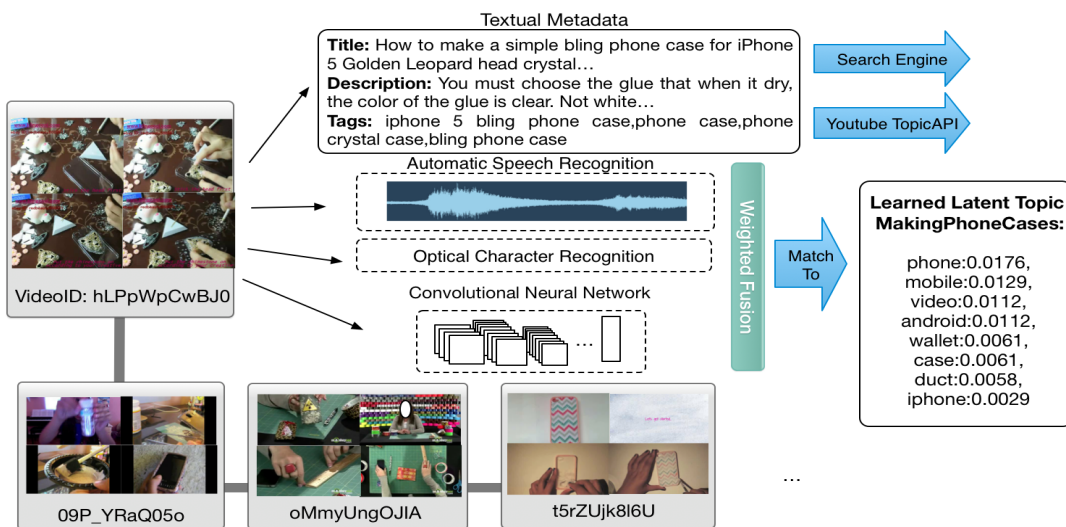 Textual Metadata
Title: How to make a simple bling phone case for iPhone
5 Golden Leopard head crystal…
Description: You must choose the glue that when it dry,
the color of the glue is clear. Not white…
Tags: iphone 5 bling phone case,phone case,phone
crystal case,bling phone case
Search Engine
Youtube TopicAPI
VideoID: hLPpWpCwBJ0
Automatic Speech Recognition
Optical Character Recognition
Convolutional Neural Network
...
Weighted Fusion
Match
To
Learned Latent Topic
MakingPhoneCases:
phone:0.0176,
mobile:0.0129,
video:0.0112,
android:0.0112,
wallet:0.0061,
case:0.0061,
duct:0.0058,
iphone:0.0029
09P_YRaQ05o
oMmyUngOJIA
t5rZUjk8l6U
...